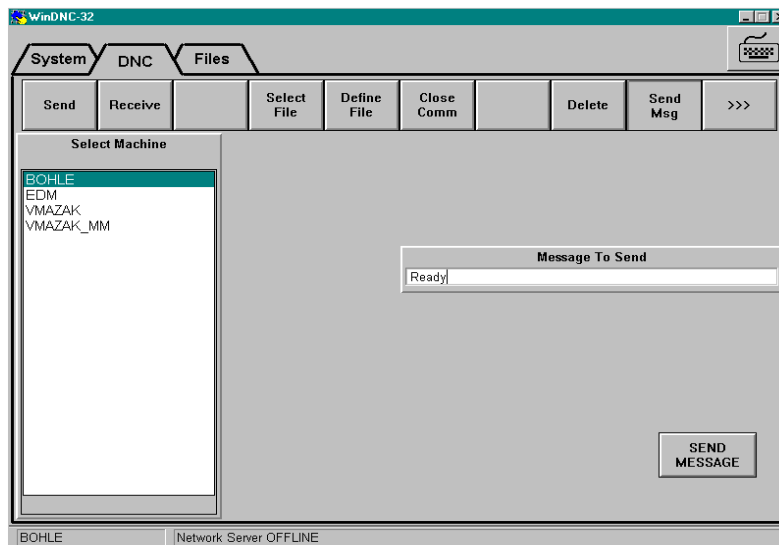 WinDNC-32
System DNC Files
Send Receive Select File Define File Close Comm Delete Send Msg >>>
Select Machine
BOHLE
EDM
VMAZAK
VMAZAK_MM
Message To Send
Ready
SEND
MESSAGE
BOHLE Network Server OFFLINE